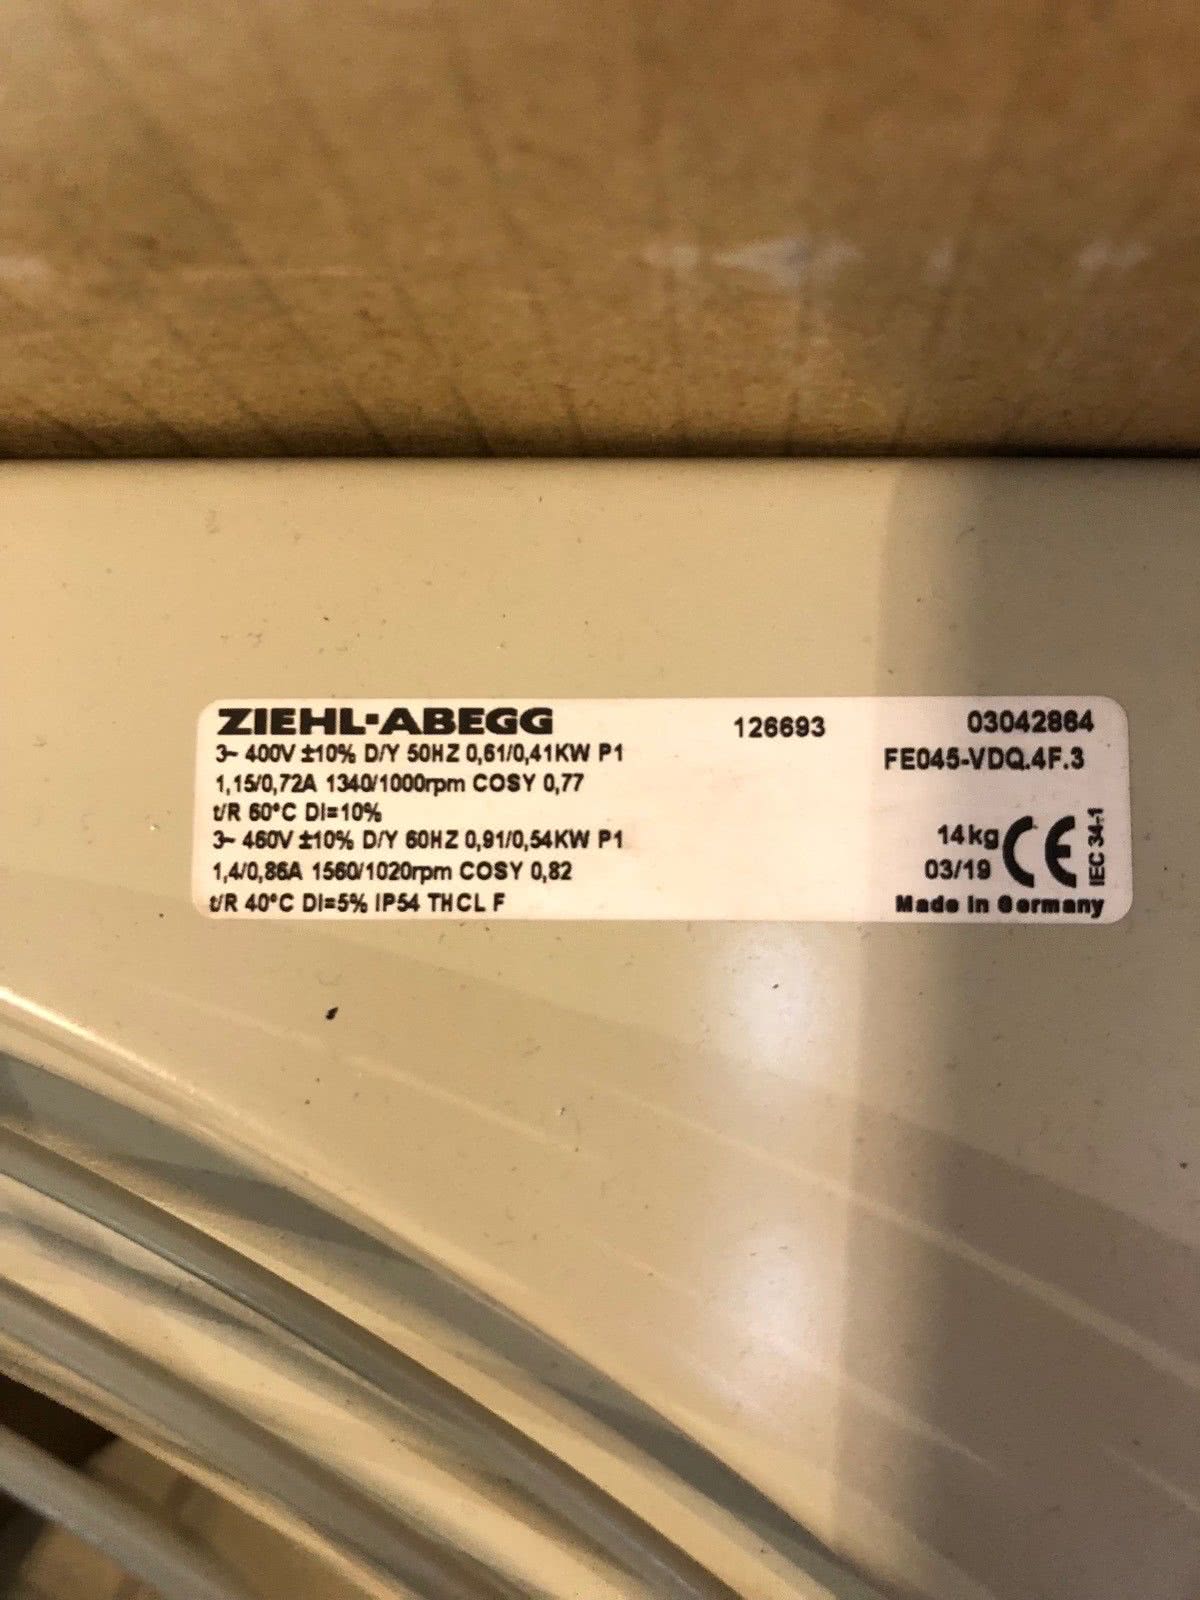 ZIEHL-ABEGG
3~ 400V ±10% D/Y 50HZ 0,61/0,41KW P1
1,15/0,72A 1340/1000rpm COSY 0,77
t/R 60°C DI=10%
3~ 460V ±10% D/Y 60HZ 0,91/0,54KW P1
1,4/0,86A 1560/1020rpm COSY 0,82
t/R 40°C DI=5% IP54 THCL F
126693
03042864
FE045-VDQ.4F.3
14kg
03/19
CE
IEC 34-1
Made in Germany